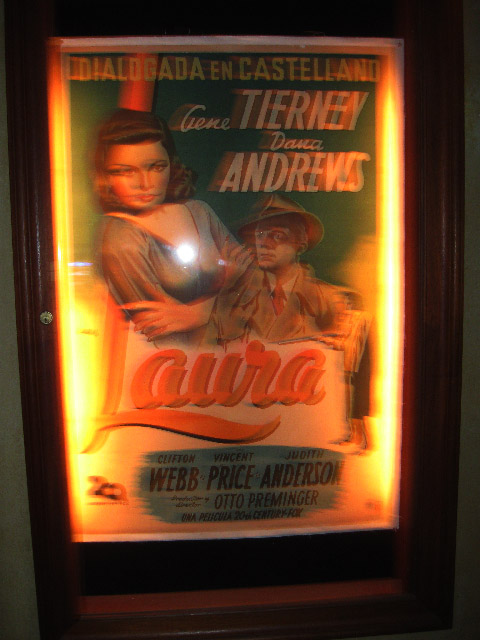 DIALOGADA EN CASTELLANO
Gene TIERNEY
Dana
ANDREWS
Laura
CLIFTON VINCENT JUDITH
WEBB PRICE ANDERSON
OTTO PREMINGER
UNA PELICULA 20th CENTURY-FOX
20